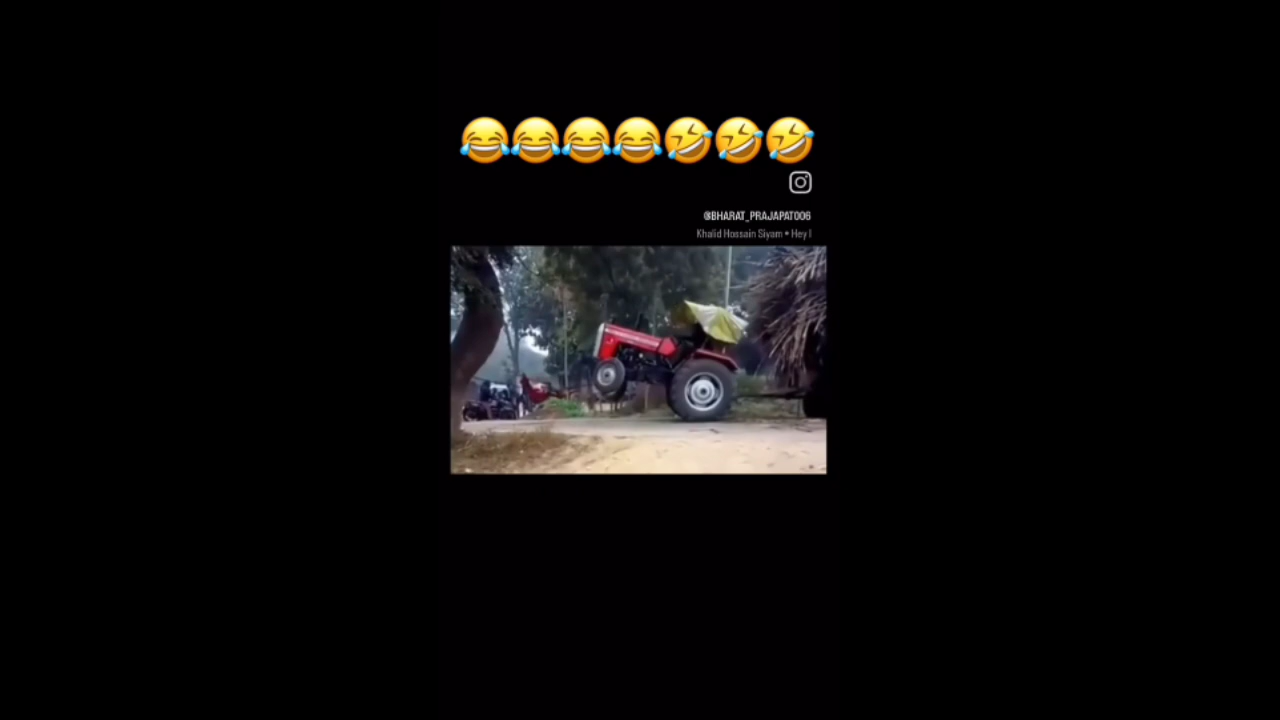 😂😂😂😂🤣🤣🤣
@BHARAT_PRAJAPAT006
Khalid Hossain Siyam • Hey I